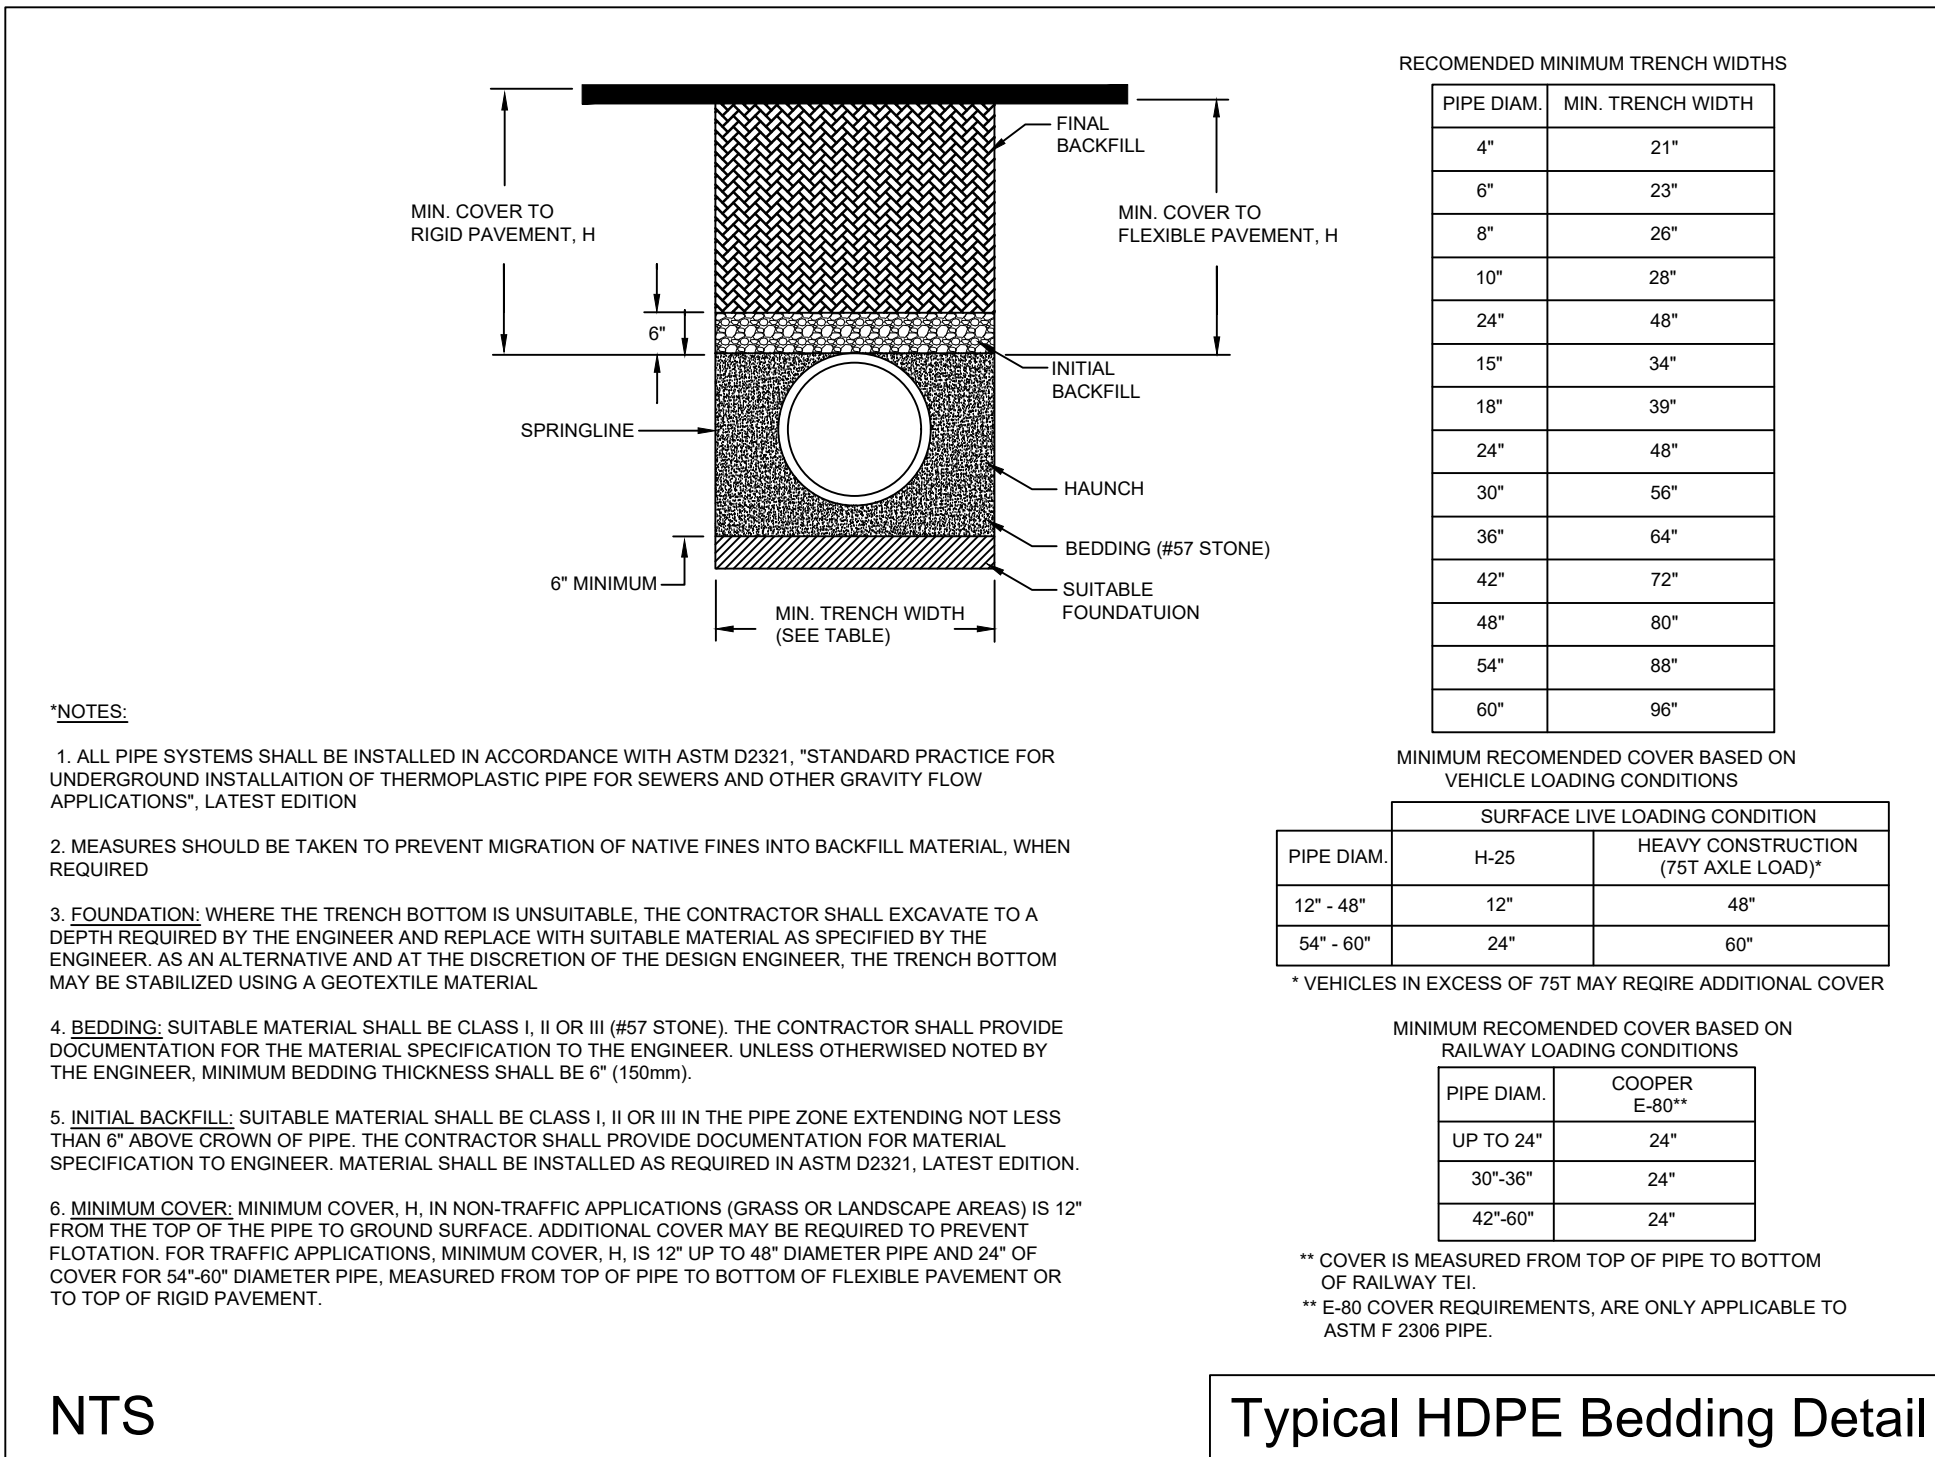 FINAL
BACKFILL
MIN. COVER TO
RIGID PAVEMENT, H
MIN. COVER TO
FLEXIBLE PAVEMENT, H
6"
INITIAL
BACKFILL
SPRINGLINE
HAUNCH
BEDDING (#57 STONE)
6" MINIMUM
SUITABLE
FOUNDATUION
MIN. TRENCH WIDTH
(SEE TABLE)
RECOMENDED MINIMUM TRENCH WIDTHS
PIPE DIAM. MIN. TRENCH WIDTH
4" 21"
6" 23"
8" 26"
10" 28"
24" 48"
15" 34"
18" 39"
24" 48"
30" 56"
36" 64"
42" 72"
48" 80"
54" 88"
60" 96"
*NOTES:
1. ALL PIPE SYSTEMS SHALL BE INSTALLED IN ACCORDANCE WITH ASTM D2321, "STANDARD PRACTICE FOR
UNDERGROUND INSTALLAITION OF THERMOPLASTIC PIPE FOR SEWERS AND OTHER GRAVITY FLOW
APPLICATIONS", LATEST EDITION
2. MEASURES SHOULD BE TAKEN TO PREVENT MIGRATION OF NATIVE FINES INTO BACKFILL MATERIAL, WHEN
REQUIRED
3. FOUNDATION: WHERE THE TRENCH BOTTOM IS UNSUITABLE, THE CONTRACTOR SHALL EXCAVATE TO A
DEPTH REQUIRED BY THE ENGINEER AND REPLACE WITH SUITABLE MATERIAL AS SPECIFIED BY THE
ENGINEER. AS AN ALTERNATIVE AND AT THE DISCRETION OF THE DESIGN ENGINEER, THE TRENCH BOTTOM
MAY BE STABILIZED USING A GEOTEXTILE MATERIAL
4. BEDDING: SUITABLE MATERIAL SHALL BE CLASS I, II OR III (#57 STONE). THE CONTRACTOR SHALL PROVIDE
DOCUMENTATION FOR THE MATERIAL SPECIFICATION TO THE ENGINEER. UNLESS OTHERWISED NOTED BY
THE ENGINEER, MINIMUM BEDDING THICKNESS SHALL BE 6" (150mm).
5. INITIAL BACKFILL: SUITABLE MATERIAL SHALL BE CLASS I, II OR III IN THE PIPE ZONE EXTENDING NOT LESS
THAN 6" ABOVE CROWN OF PIPE. THE CONTRACTOR SHALL PROVIDE DOCUMENTATION FOR MATERIAL
SPECIFICATION TO ENGINEER. MATERIAL SHALL BE INSTALLED AS REQUIRED IN ASTM D2321, LATEST EDITION.
6. MINIMUM COVER: MINIMUM COVER, H, IN NON-TRAFFIC APPLICATIONS (GRASS OR LANDSCAPE AREAS) IS 12"
FROM THE TOP OF THE PIPE TO GROUND SURFACE. ADDITIONAL COVER MAY BE REQUIRED TO PREVENT
FLOTATION. FOR TRAFFIC APPLICATIONS, MINIMUM COVER, H, IS 12" UP TO 48" DIAMETER PIPE AND 24" OF
COVER FOR 54"-60" DIAMETER PIPE, MEASURED FROM TOP OF PIPE TO BOTTOM OF FLEXIBLE PAVEMENT OR
TO TOP OF RIGID PAVEMENT.
MINIMUM RECOMENDED COVER BASED ON
VEHICLE LOADING CONDITIONS
SURFACE LIVE LOADING CONDITION
PIPE DIAM. H-25 HEAVY CONSTRUCTION
(75T AXLE LOAD)*
12" - 48" 12" 48"
54" - 60" 24" 60"
* VEHICLES IN EXCESS OF 75T MAY REQIRE ADDITIONAL COVER
MINIMUM RECOMENDED COVER BASED ON
RAILWAY LOADING CONDITIONS
PIPE DIAM. COOPER
E-80**
UP TO 24" 24"
30"-36" 24"
42"-60" 24"
** COVER IS MEASURED FROM TOP OF PIPE TO BOTTOM
OF RAILWAY TEI.
** E-80 COVER REQUIREMENTS, ARE ONLY APPLICABLE TO
ASTM F 2306 PIPE.
NTS
Typical HDPE Bedding Detail